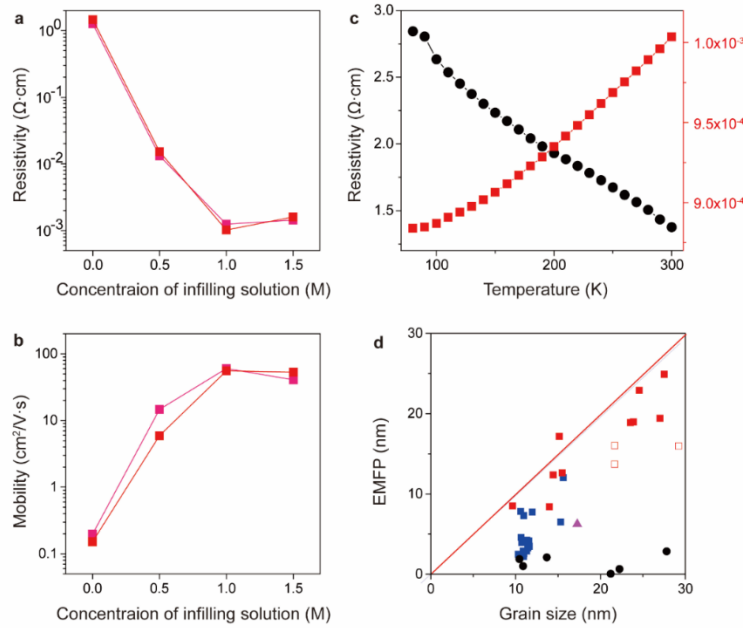 a
10⁰
10⁻¹
10⁻²
10⁻³
Resistivity (Ω·cm)
0.0 0.5 1.0 1.5
Concentraion of infilling solution (M)
c
3.0
2.5
2.0
1.5
Resistivity (Ω·cm)
1.0x10⁻³
9.5x10⁻⁴
9.0x10⁻⁴
100 200 300
Temperature (K)
b
100
10
1
0.1
Mobility (cm²/V·s)
0.0 0.5 1.0 1.5
Concentraion of infilling solution (M)
d
30
20
10
0
EMFP (nm)
0 10 20 30
Grain size (nm)